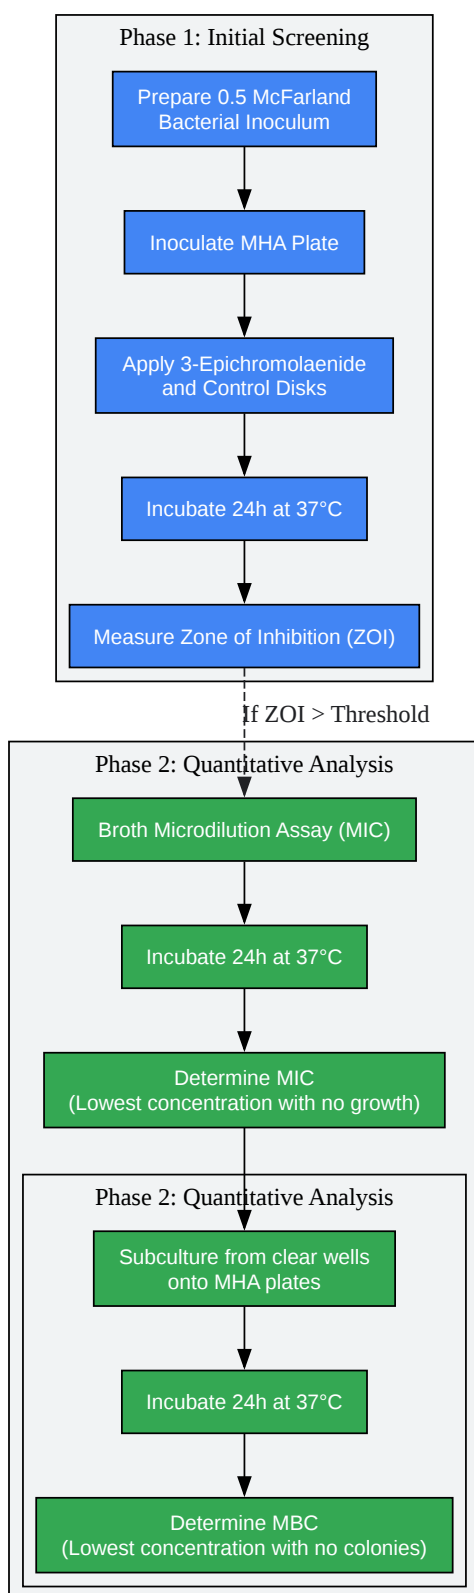 Phase 1: Initial Screening
Prepare 0.5 McFarland
Bacterial Inoculum
Inoculate MHA Plate
Apply 3-Epichromolaenide
and Control Disks
Incubate 24h at 37°C
Measure Zone of Inhibition (ZOI)
If ZOI > Threshold
Phase 2: Quantitative Analysis
Broth Microdilution Assay (MIC)
Incubate 24h at 37°C
Determine MIC
(Lowest concentration with no growth)
Phase 2: Quantitative Analysis
Subculture from clear wells
onto MHA plates
Incubate 24h at 37°C
Determine MBC
(Lowest concentration with no colonies)